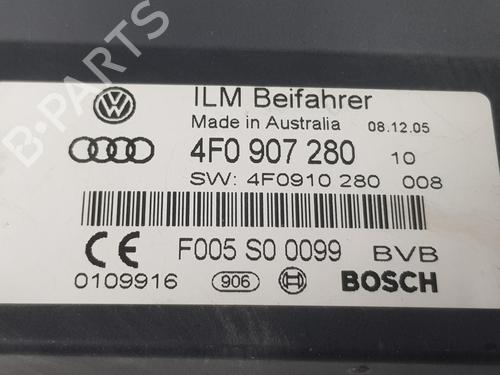 ILM Beifahrer
Made in Australia 08.12.05
4F0 907 280 10
SW: 4F0910 280 008
F005 S0 0099 BVB
0109916 906 BOSCH
B-PARTS